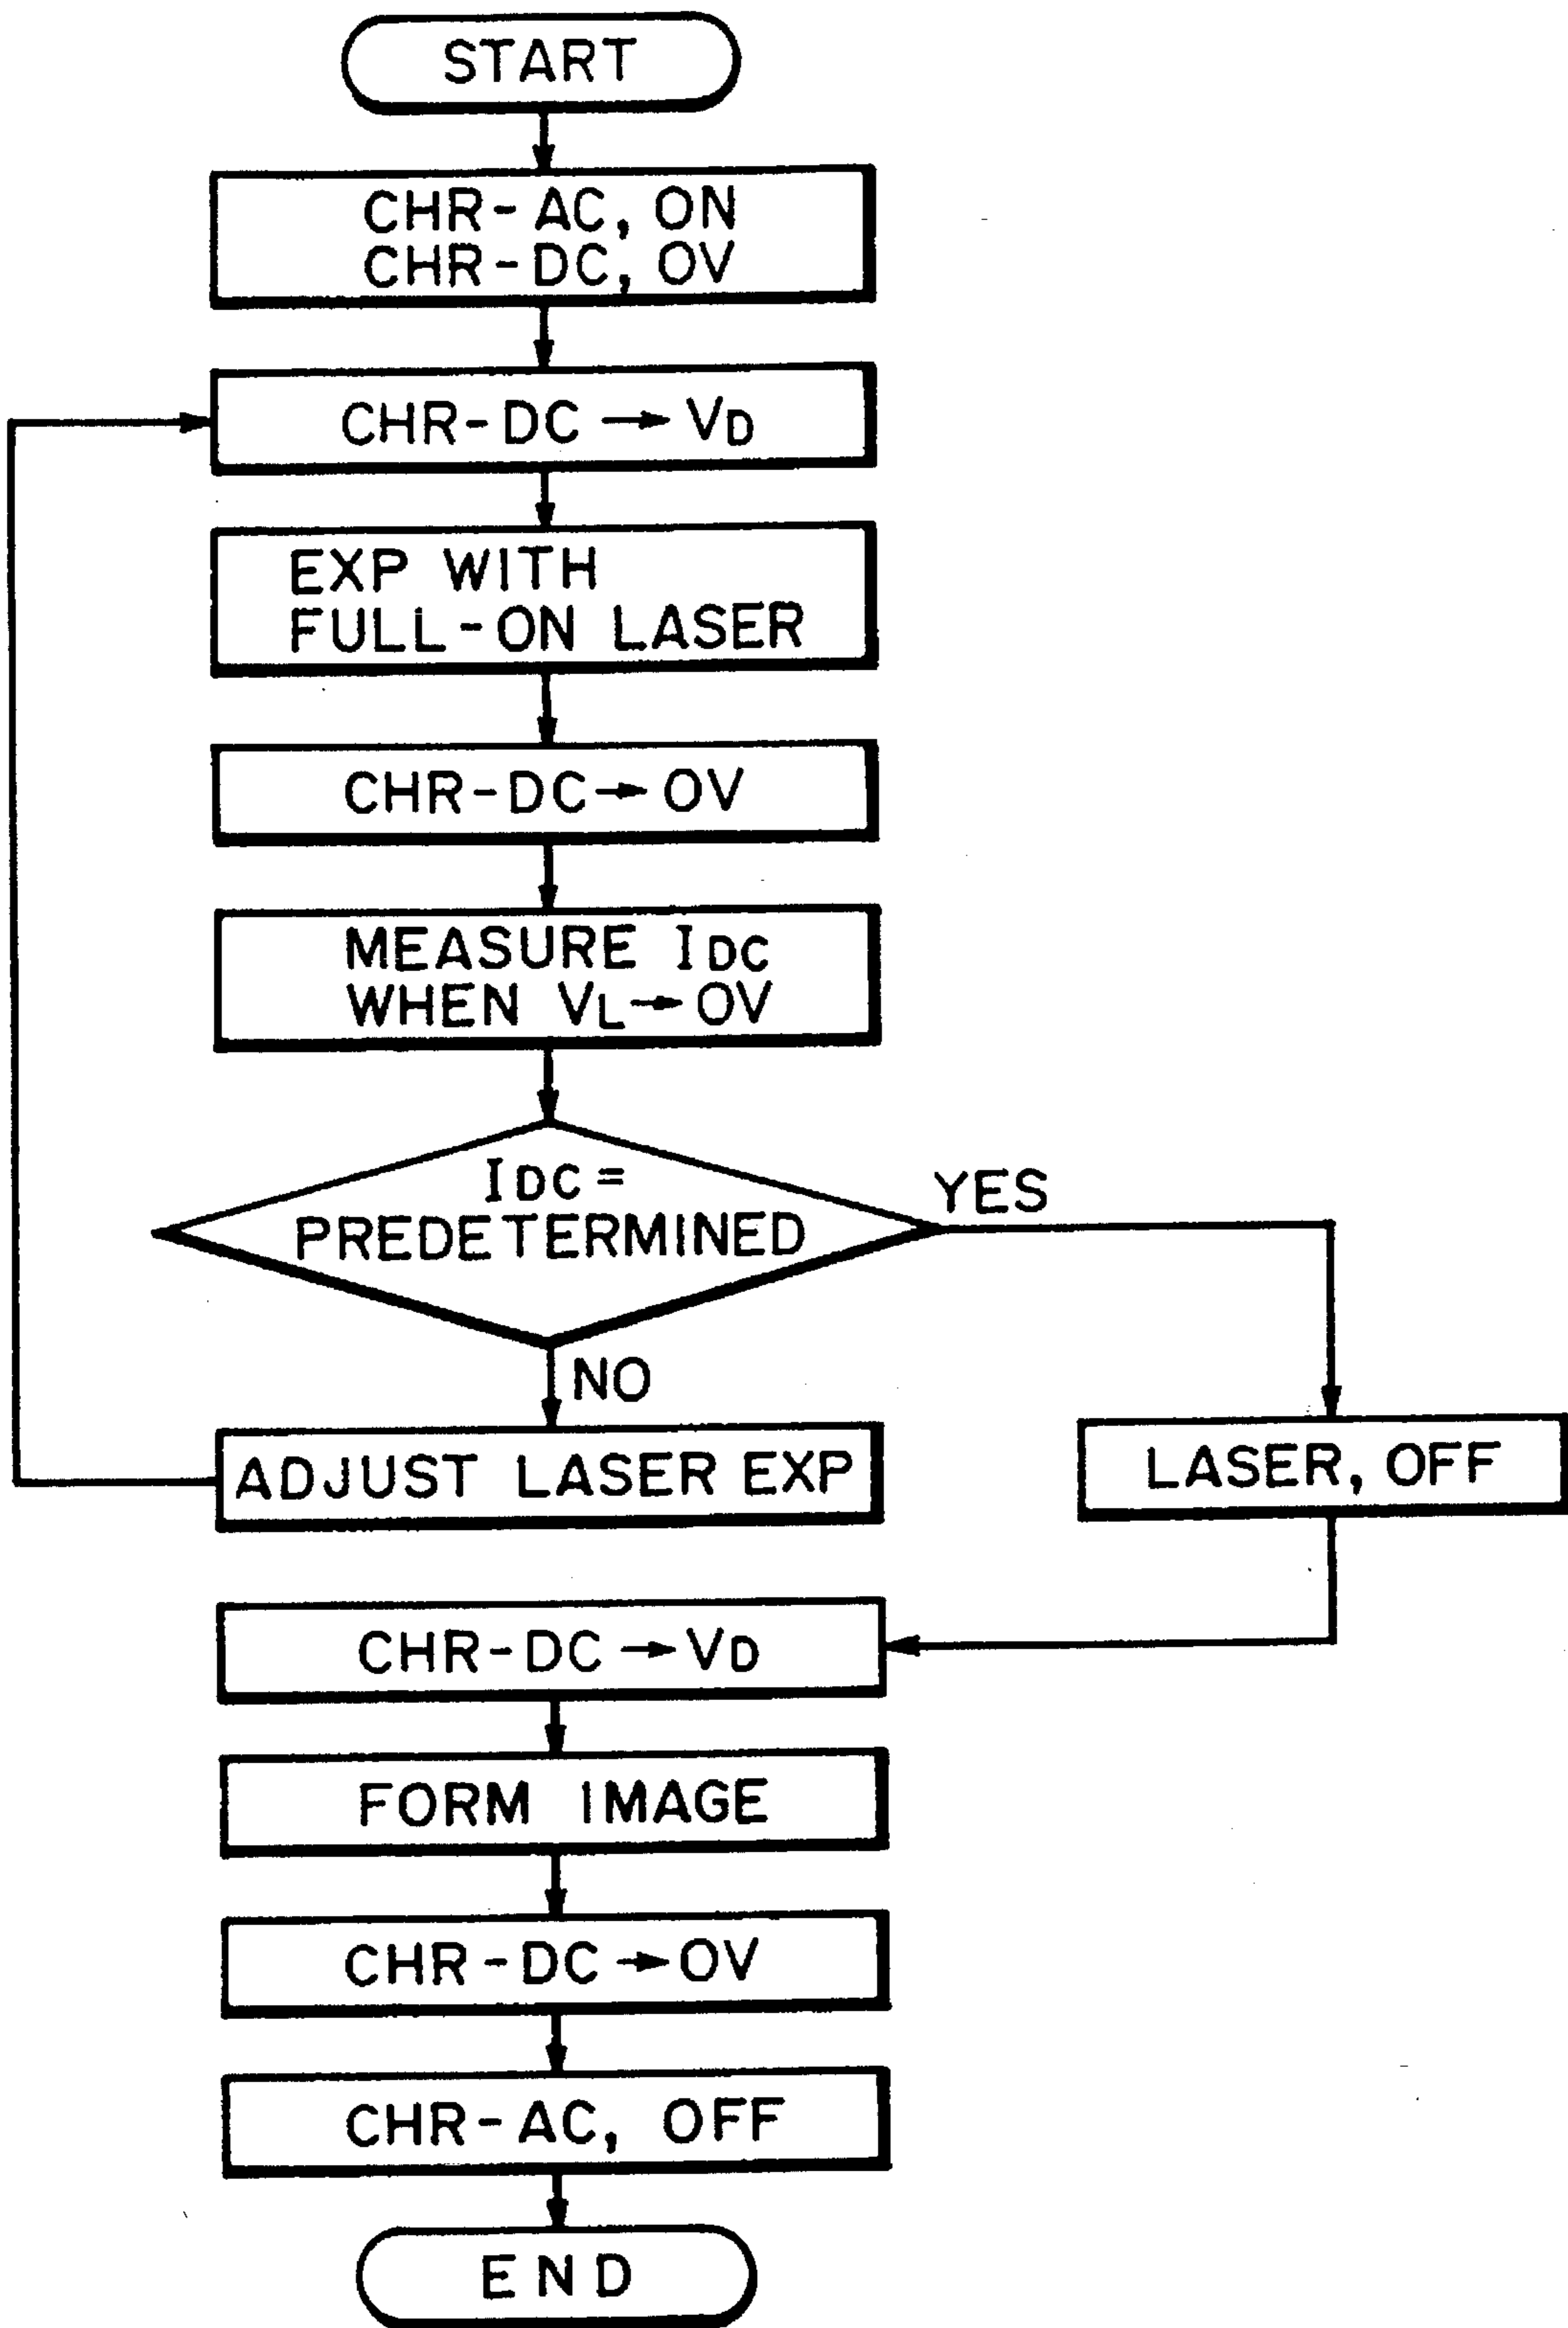 START
CHR-AC, ON
CHR-DC, OV
CHR-DC → VD
EXP WITH
FULL-ON LASER
CHR-DC → OV
MEASURE IDC
WHEN VL → OV
IDC =
PREDETERMINED
YES
NO
ADJUST LASER EXP
LASER, OFF
CHR-DC → VD
FORM IMAGE
CHR-DC → OV
CHR-AC, OFF
END